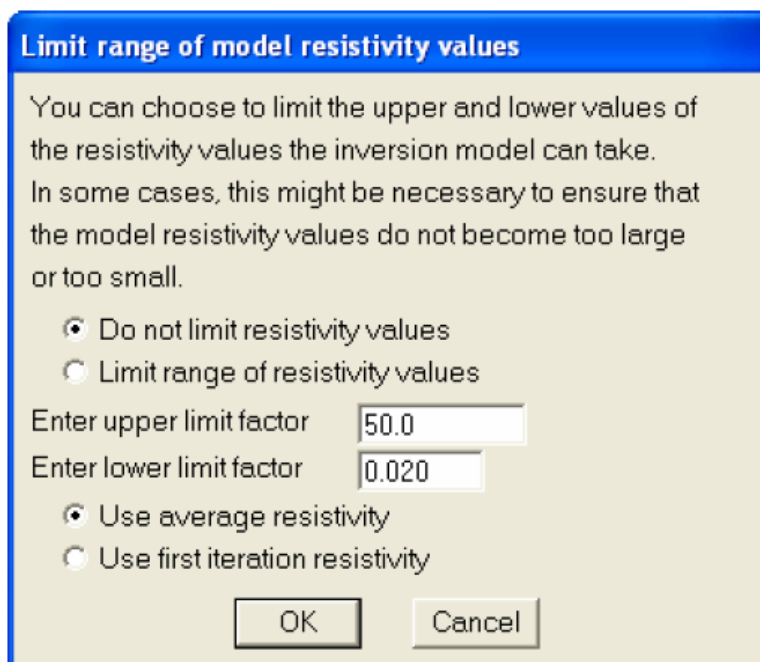 Limit range of model resistivity values
You can choose to limit the upper and lower values of
the resistivity values the inversion model can take.
In some cases, this might be necessary to ensure that
the model resistivity values do not become too large
or too small.
Do not limit resistivity values
Limit range of resistivity values
Enter upper limit factor 50.0
Enter lower limit factor 0.020
Use average resistivity
Use first iteration resistivity
OK Cancel